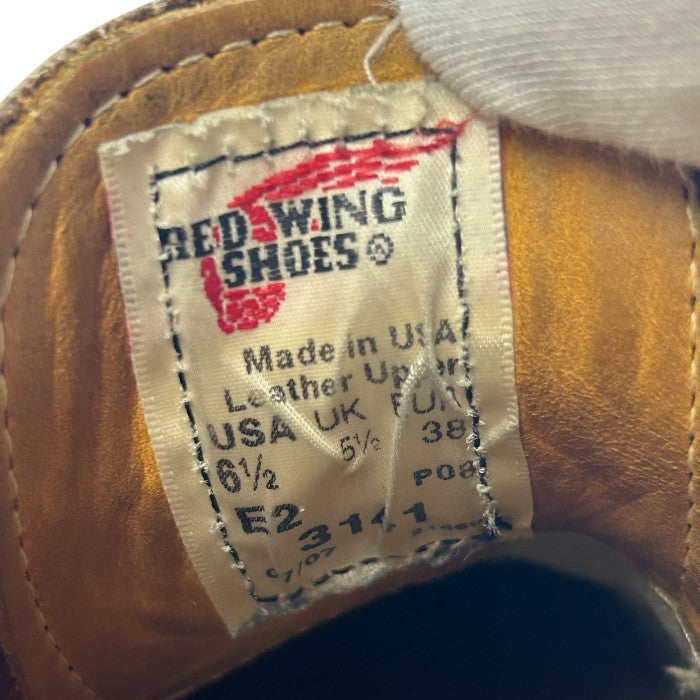 RED WING
SHOES ®
Made in USA
Leather Upper
USA UK EUR
6½ 5½ 38
P08
E2 3141
/07